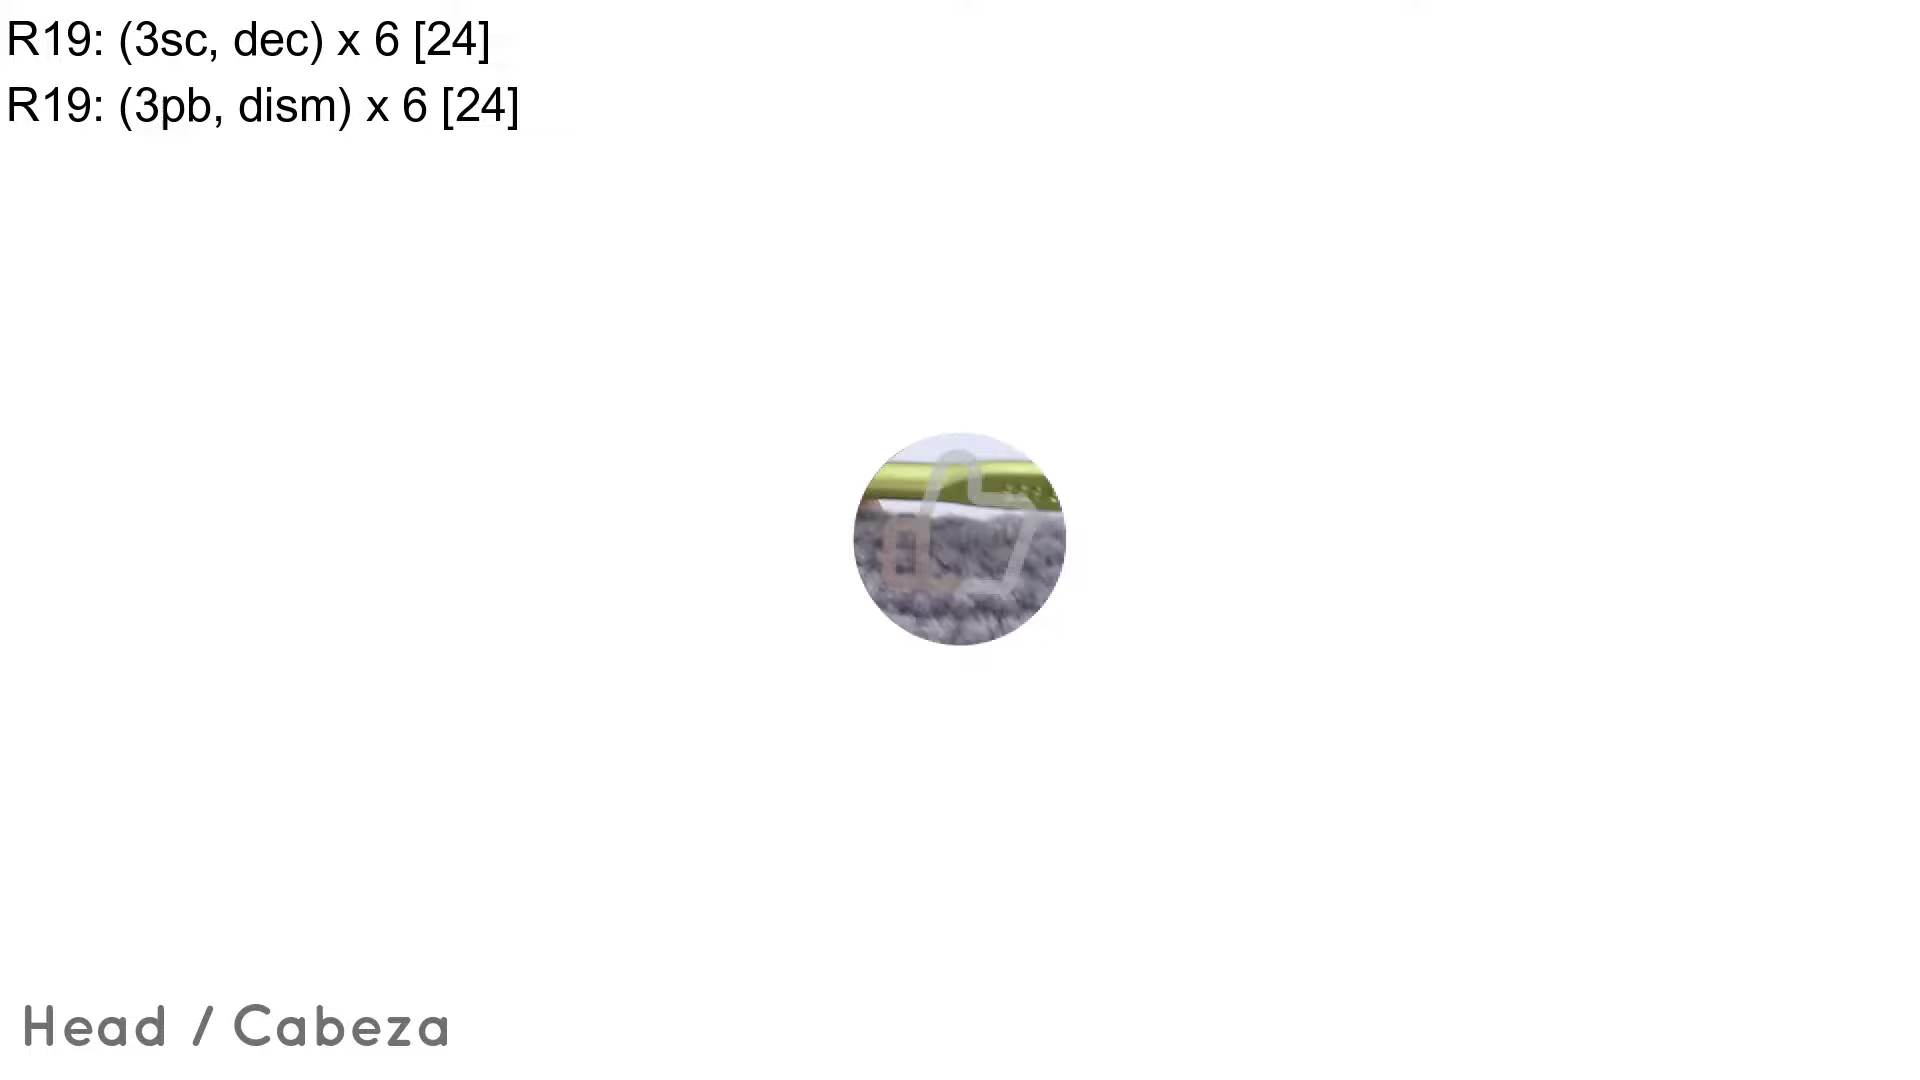 R19: (3sc, dec) x 6 [24]
R19: (3pb, dism) x 6 [24]
Head / Cabeza